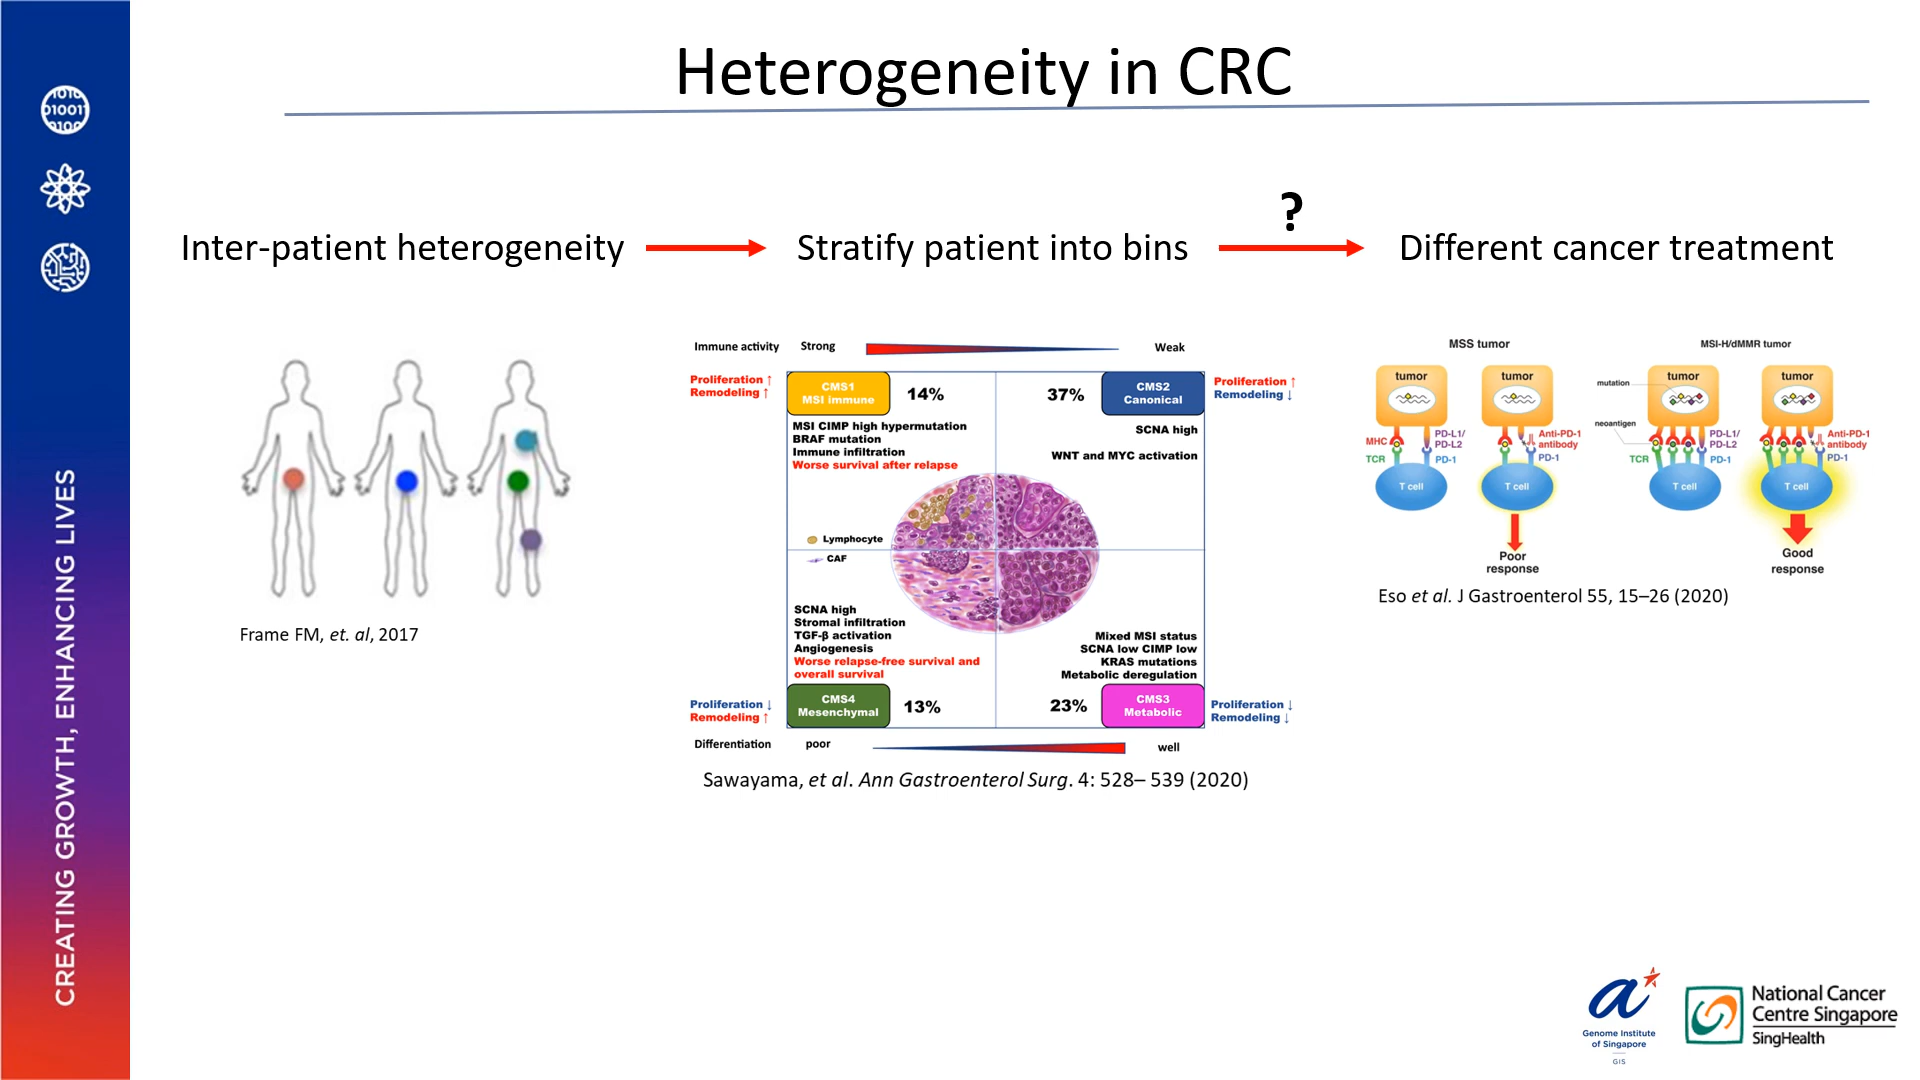 Heterogeneity in CRC
CREATING GROWTH, ENHANCING LIVES
1010
01001
0100
Inter-patient heterogeneity
Stratify patient into bins
?
Different cancer treatment
Frame FM, et. al, 2017
Immune activity Strong Weak
Proliferation ↑
Remodeling ↑
CMS1
MSI immune
14%
37%
CMS2
Canonical
Proliferation ↑
Remodeling ↓
MSI CIMP high hypermutation
BRAF mutation
Immune infiltration
Worse survival after relapse
SCNA high
WNT and MYC activation
Lymphocyte
CAF
SCNA high
Stromal infiltration
TGF-β activation
Angiogenesis
Worse relapse-free survival and
overall survival
Mixed MSI status
SCNA low CIMP low
KRAS mutations
Metabolic deregulation
Proliferation ↓
Remodeling ↑
CMS4
Mesenchymal
13%
23%
CMS3
Metabolic
Proliferation ↓
Remodeling ↓
Differentiation poor well
Sawayama, et al. Ann Gastroenterol Surg. 4: 528– 539 (2020)
MSS tumor
MSI-H/dMMR tumor
tumor
tumor
mutation
tumor
tumor
neoantigen
MHC
PD-L1/
PD-L2
TCR
PD-1
Anti-PD-1
antibody
PD-1
PD-L1/
PD-L2
TCR
PD-1
Anti-PD-1
antibody
PD-1
T cell
T cell
T cell
T cell
Poor
response
Good
response
Eso et al. J Gastroenterol 55, 15–26 (2020)
a
Genome Institute
of Singapore
GIS
National Cancer
Centre Singapore
SingHealth